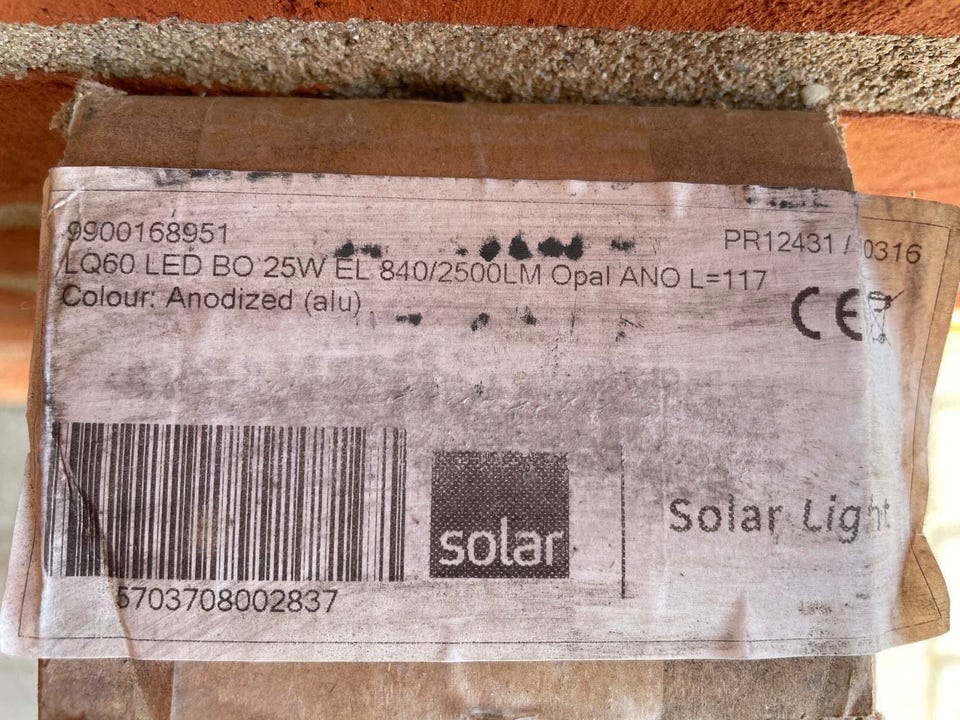 9900168951
PR12431 / 0316
LQ60 LED BO 25W EL 840/2500LM Opal ANO L=117
Colour: Anodized (alu)
CE
solar
Solar Light
5703708002837